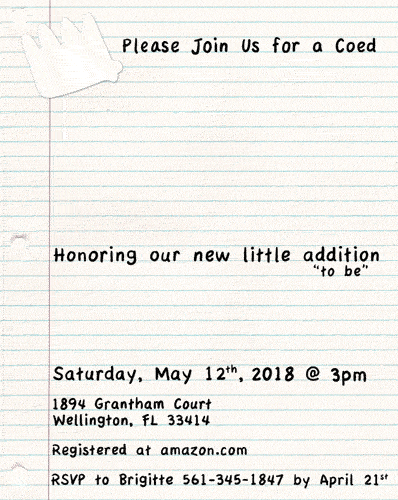 Please Join Us for a Coed
Honoring our new little addition
"to be"
Saturday, May 12th, 2018 @ 3pm
1894 Grantham Court
Wellington, FL 33414
Registered at amazon.com
RSVP to Brigitte 561-345-1847 by April 21st